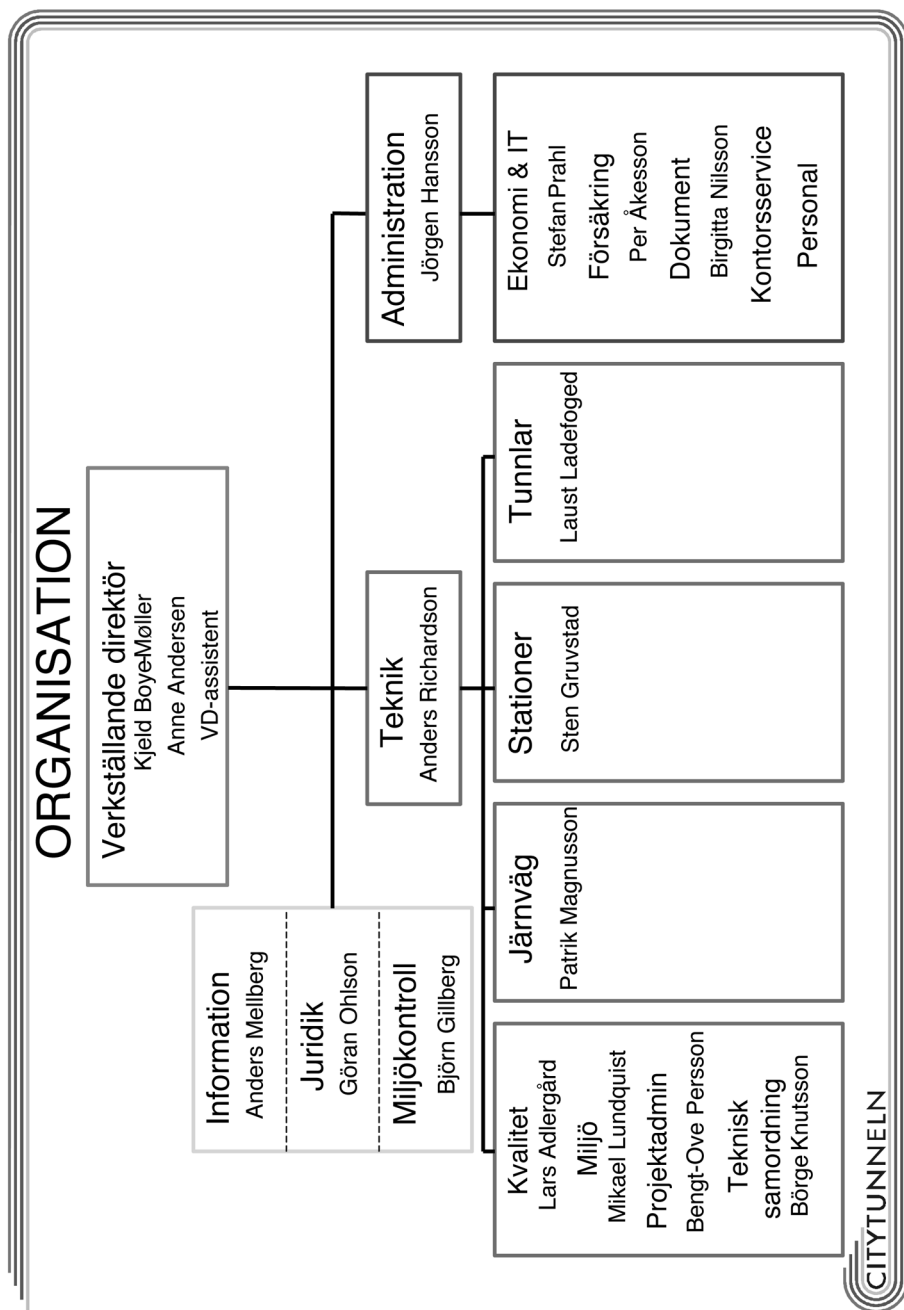 ORGANISATION
Verkställande direktör
Kjeld Boye-Møller
Anne Andersen
VD-assistent
Information
Anders Mellberg
Juridik
Göran Ohlson
Miljökontroll
Björn Gillberg
Teknik
Anders Richardson
Administration
Jörgen Hansson
Kvalitet
Lars Adlergård
Miljö
Mikael Lundquist
Projektadmin
Bengt-Ove Persson
Teknisk
samordning
Börge Knutsson
Järnväg
Patrik Magnusson
Stationer
Sten Gruvstad
Tunnlar
Laust Ladefoged
Ekonomi & IT
Stefan Prahl
Försäkring
Per Åkesson
Dokument
Birgitta Nilsson
Kontorsservice
Personal
CITYTUNNELN